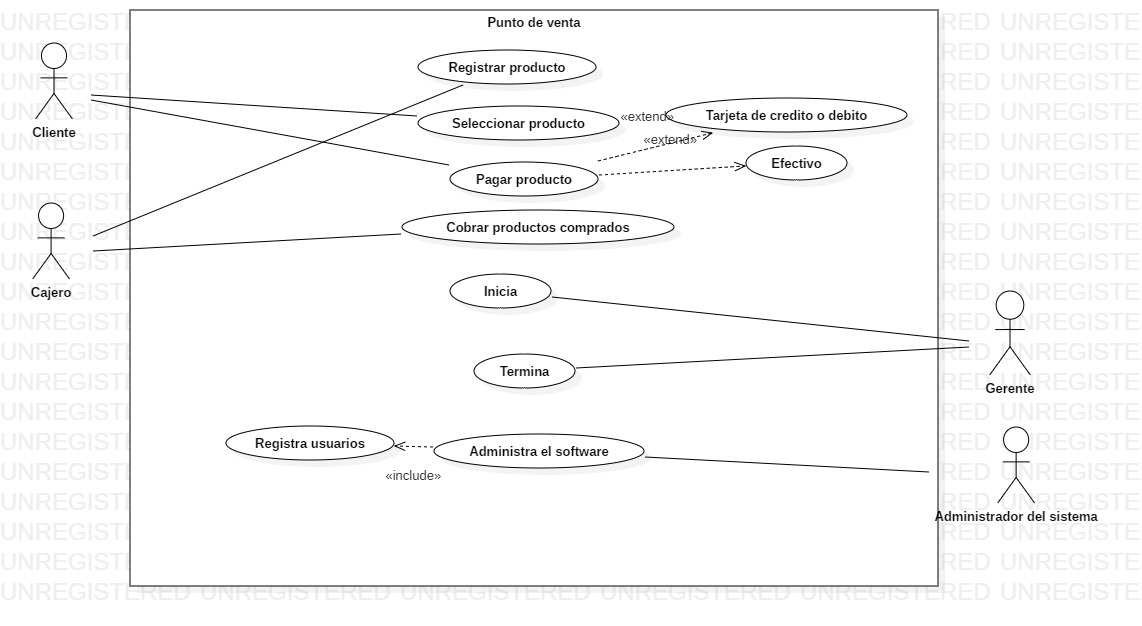 Punto de venta
Registrar producto
Cliente
Seleccionar producto
«extend»
Tarjeta de credito o debito
«extend»
Efectivo
Pagar producto
Cajero
Cobrar productos comprados
Inicia
Termina
Gerente
Registra usuarios
Administra el software
«include»
Administrador del sistema
UNREGISTERED UNREGISTERED UNREGISTERED UNREGISTERED UNREGISTERED